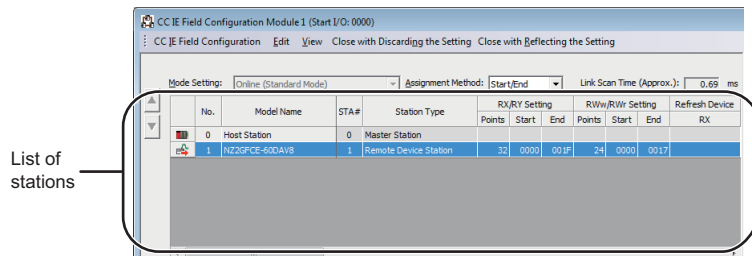 CC IE Field Configuration Module 1 (Start I/O: 0000)
CC IE Field Configuration Edit View Close with Discarding the Setting Close with Reflecting the Setting
Mode Setting: Online (Standard Mode) Assignment Method: Start/End Link Scan Time (Approx.): 0.69 ms
No. Model Name STA# Station Type RX/RY Setting RWw/RWr Setting Refresh Device
Points Start End Points Start End RX
0 Host Station 0 Master Station
1 NZ2GFCE-60DAV8 1 Remote Device Station 32 0000 001F 24 0000 0017
List of
stations